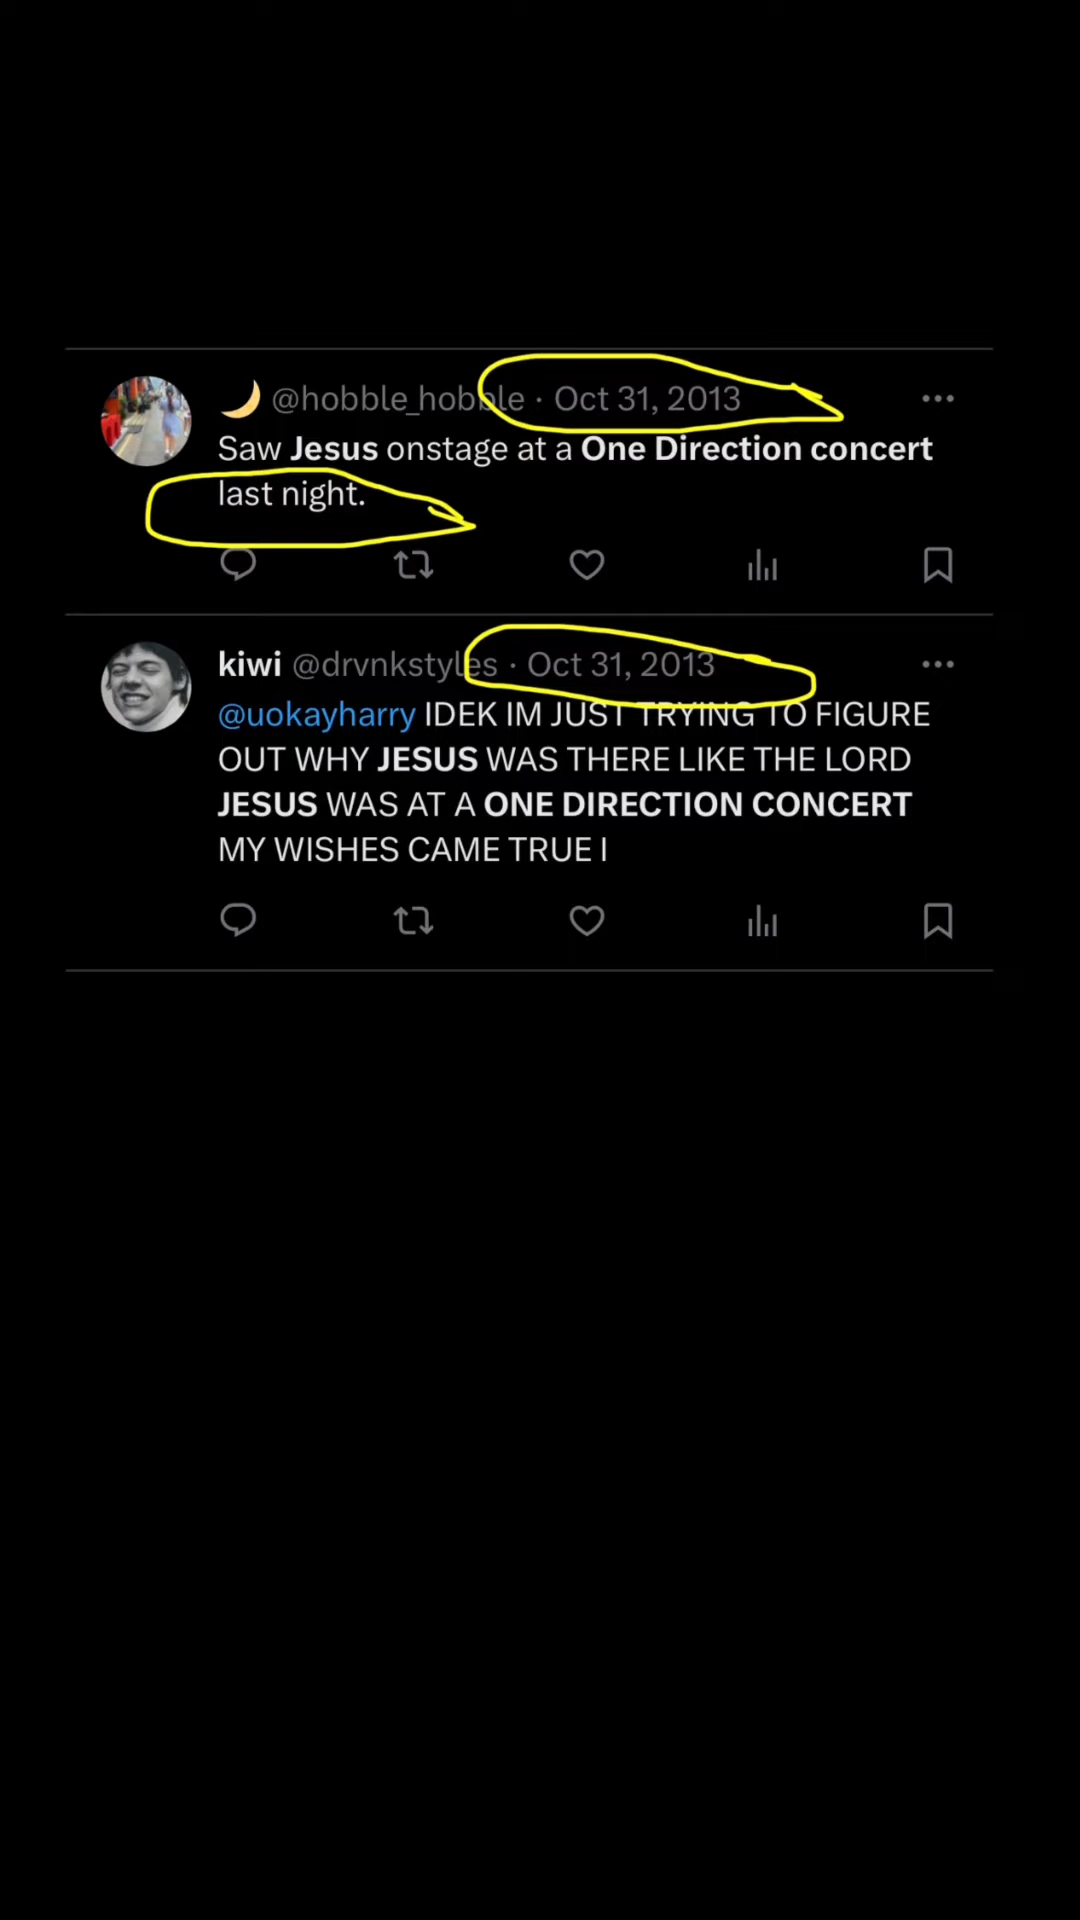 🌙 @hobble_hobble · Oct 31, 2013
Saw Jesus onstage at a One Direction concert
last night.
kiwi @drvnkstyles · Oct 31, 2013
@uokayharry IDEK IM JUST TRYING TO FIGURE
OUT WHY JESUS WAS THERE LIKE THE LORD
JESUS WAS AT A ONE DIRECTION CONCERT
MY WISHES CAME TRUE I